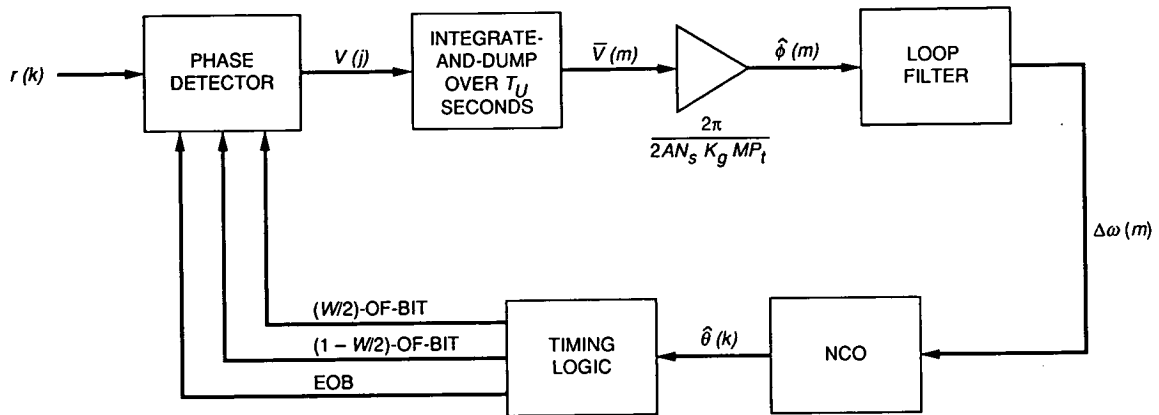 r (k)
PHASE
DETECTOR
V (j)
INTEGRATE-
AND-DUMP
OVER T_U
SECONDS
V̅ (m)
2π
2AN_s K_g MP_t
ϕ̂ (m)
LOOP
FILTER
Δω (m)
(W/2)-OF-BIT
(1 – W/2)-OF-BIT
EOB
TIMING
LOGIC
θ̂ (k)
NCO